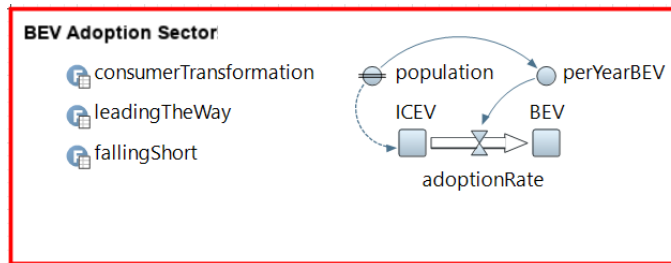 BEV Adoption Sector
consumerTransformation
leadingTheWay
fallingShort
population
perYearBEV
ICEV
BEV
adoptionRate